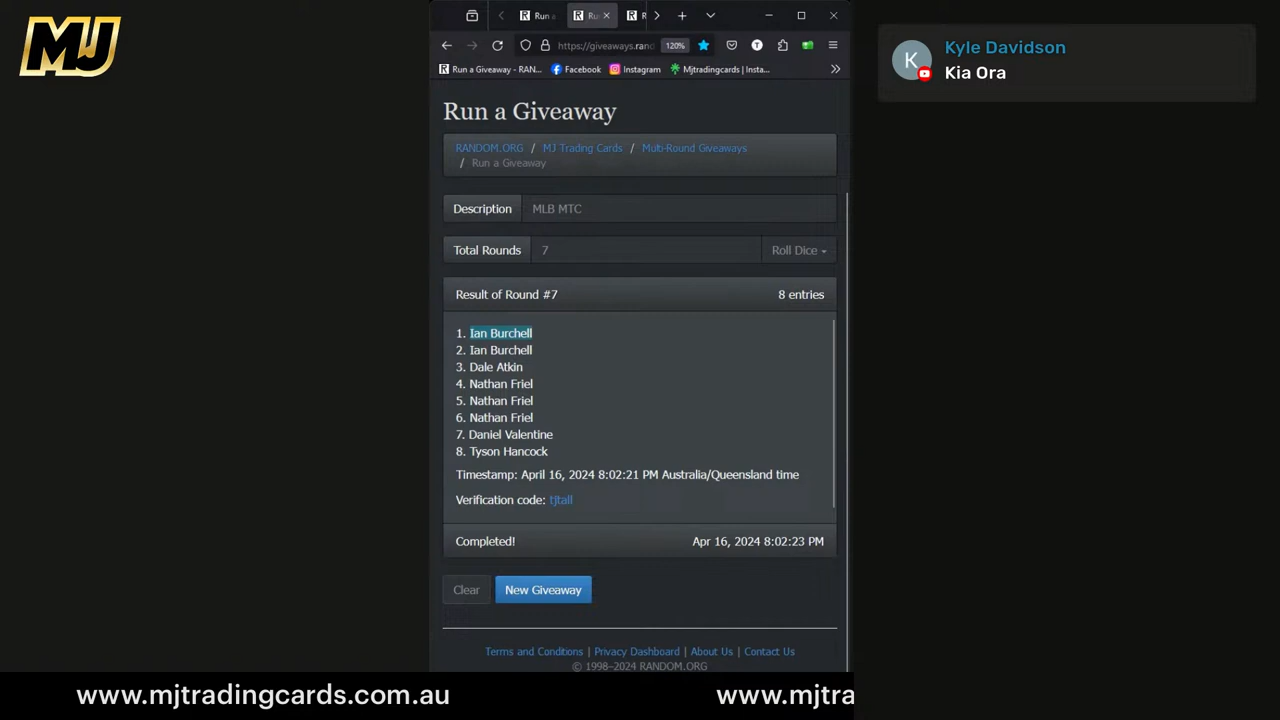 MJ
Run a
Run
R
https://giveaways.rand
120%
Run a Giveaway - RAN...
Facebook
Instagram
Mjtradingcards | Insta...
Run a Giveaway
RANDOM.ORG / MJ Trading Cards / Multi-Round Giveaways
/ Run a Giveaway
Description MLB MTC
Total Rounds 7 Roll Dice
Result of Round #7 8 entries
1. Ian Burchell
2. Ian Burchell
3. Dale Atkin
4. Nathan Friel
5. Nathan Friel
6. Nathan Friel
7. Daniel Valentine
8. Tyson Hancock
Timestamp: April 16, 2024 8:02:21 PM Australia/Queensland time
Verification code: tjtall
Completed! Apr 16, 2024 8:02:23 PM
Clear New Giveaway
Terms and Conditions | Privacy Dashboard | About Us | Contact Us
© 1998–2024 RANDOM.ORG
www.mjtradingcards.com.au www.mjtra
K
Kyle Davidson
Kia Ora